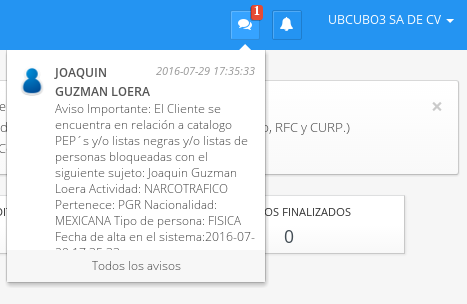 1
UBCUBO3 SA DE CV
JOAQUIN
GUZMAN LOERA
2016-07-29 17:35:33
Aviso Importante: El Cliente se
encuentra en relación a catalogo
PEP´s y/o listas negras y/o listas de
personas bloqueadas con el
siguiente sujeto: Joaquin Guzman
Loera Actividad: NARCOTRAFICO
Pertenece: PGR Nacionalidad:
MEXICANA Tipo de persona: FISICA
Fecha de alta en el sistema:2016-07-
Todos los avisos
, RFC y CURP.)
×
OS FINALIZADOS
0